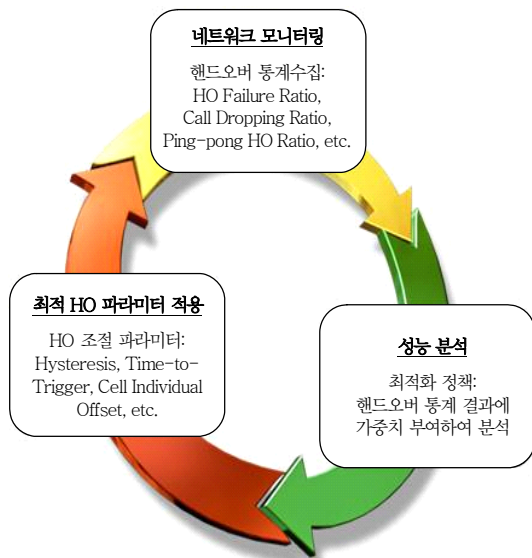 네트워크 모니터링
핸드오버 통계수집:
HO Failure Ratio,
Call Dropping Ratio,
Ping-pong HO Ratio, etc.
최적 HO 파라미터 적용
HO 조절 파라미터:
Hysteresis, Time-to-
Trigger, Cell Individual
Offset, etc.
성능 분석
최적화 정책:
핸드오버 통계 결과에
가중치 부여하여 분석